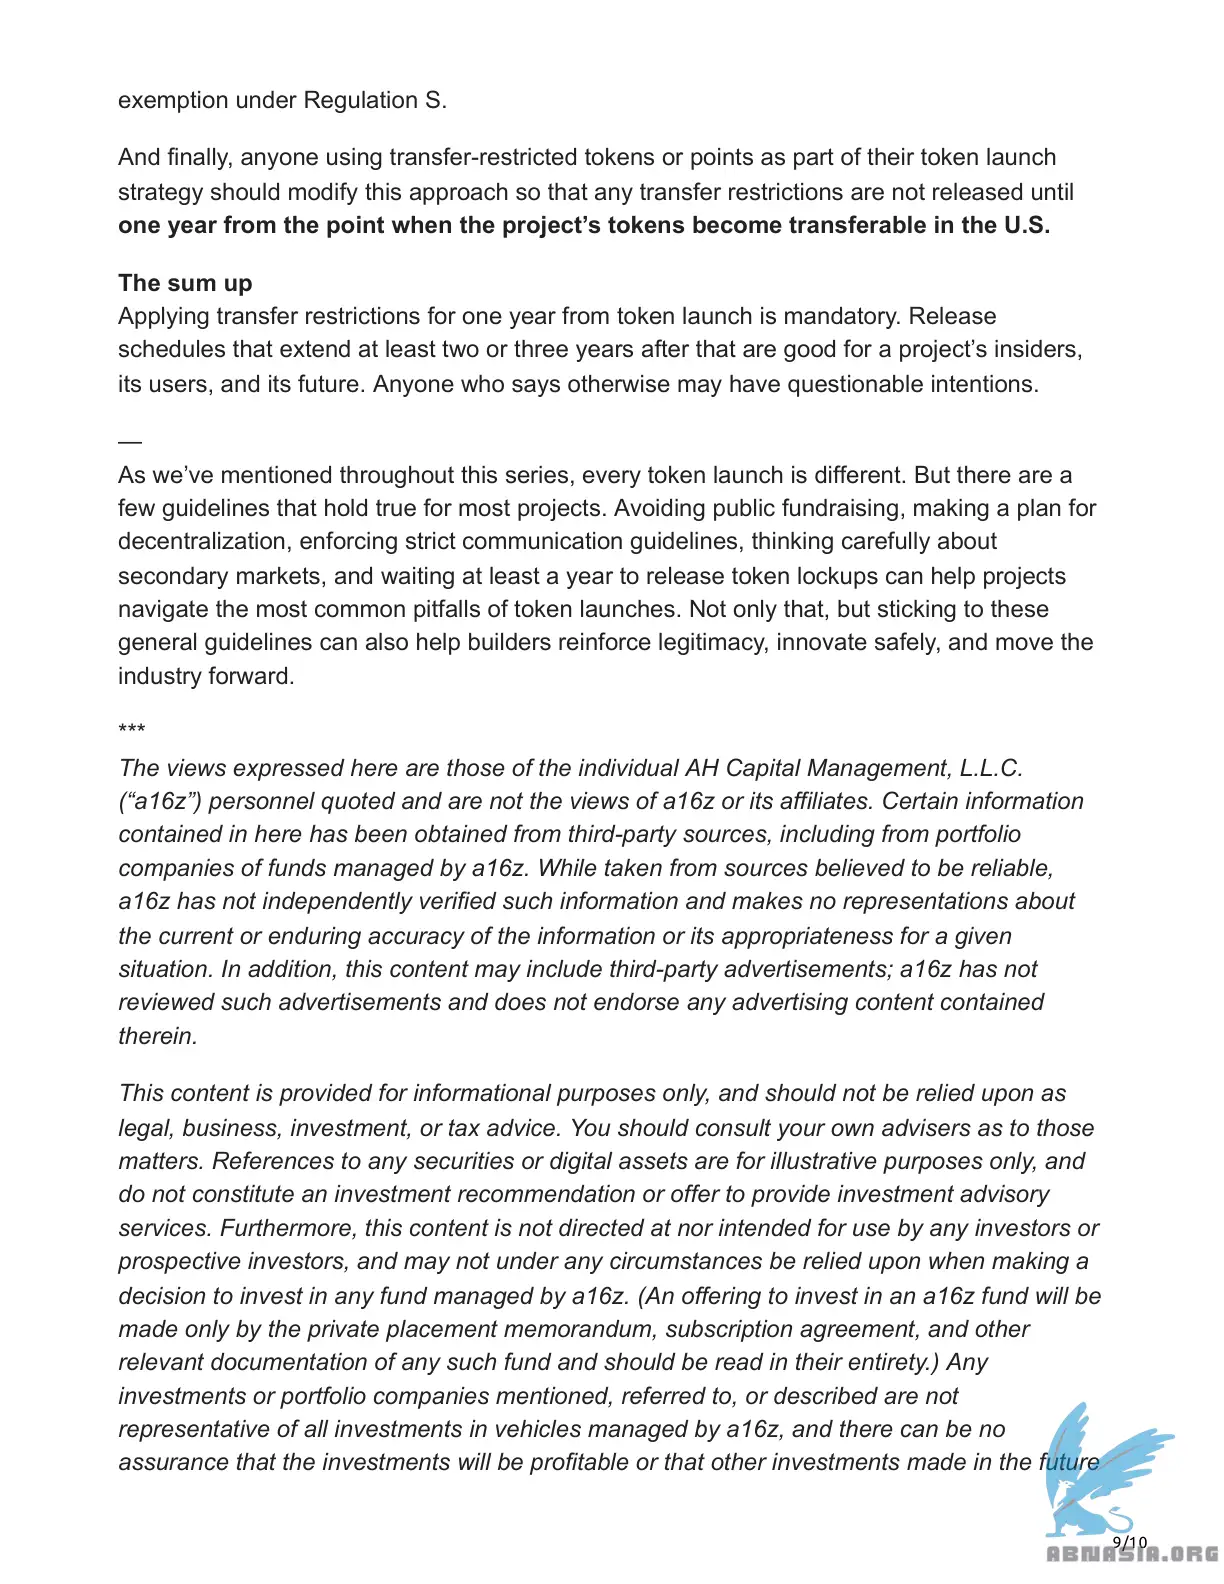 exemption under Regulation S.
And finally, anyone using transfer-restricted tokens or points as part of their token launch
strategy should modify this approach so that any transfer restrictions are not released until
one year from the point when the project’s tokens become transferable in the U.S.
The sum up
Applying transfer restrictions for one year from token launch is mandatory. Release
schedules that extend at least two or three years after that are good for a project’s insiders,
its users, and its future. Anyone who says otherwise may have questionable intentions.
—
As we’ve mentioned throughout this series, every token launch is different. But there are a
few guidelines that hold true for most projects. Avoiding public fundraising, making a plan for
decentralization, enforcing strict communication guidelines, thinking carefully about
secondary markets, and waiting at least a year to release token lockups can help projects
navigate the most common pitfalls of token launches. Not only that, but sticking to these
general guidelines can also help builders reinforce legitimacy, innovate safely, and move the
industry forward.
***
The views expressed here are those of the individual AH Capital Management, L.L.C.
(“a16z”) personnel quoted and are not the views of a16z or its affiliates. Certain information
contained in here has been obtained from third-party sources, including from portfolio
companies of funds managed by a16z. While taken from sources believed to be reliable,
a16z has not independently verified such information and makes no representations about
the current or enduring accuracy of the information or its appropriateness for a given
situation. In addition, this content may include third-party advertisements; a16z has not
reviewed such advertisements and does not endorse any advertising content contained
therein.
This content is provided for informational purposes only, and should not be relied upon as
legal, business, investment, or tax advice. You should consult your own advisers as to those
matters. References to any securities or digital assets are for illustrative purposes only, and
do not constitute an investment recommendation or offer to provide investment advisory
services. Furthermore, this content is not directed at nor intended for use by any investors or
prospective investors, and may not under any circumstances be relied upon when making a
decision to invest in any fund managed by a16z. (An offering to invest in an a16z fund will be
made only by the private placement memorandum, subscription agreement, and other
relevant documentation of any such fund and should be read in their entirety.) Any
investments or portfolio companies mentioned, referred to, or described are not
representative of all investments in vehicles managed by a16z, and there can be no
assurance that the investments will be profitable or that other investments made in the future
9/10
ABNASIA.ORG